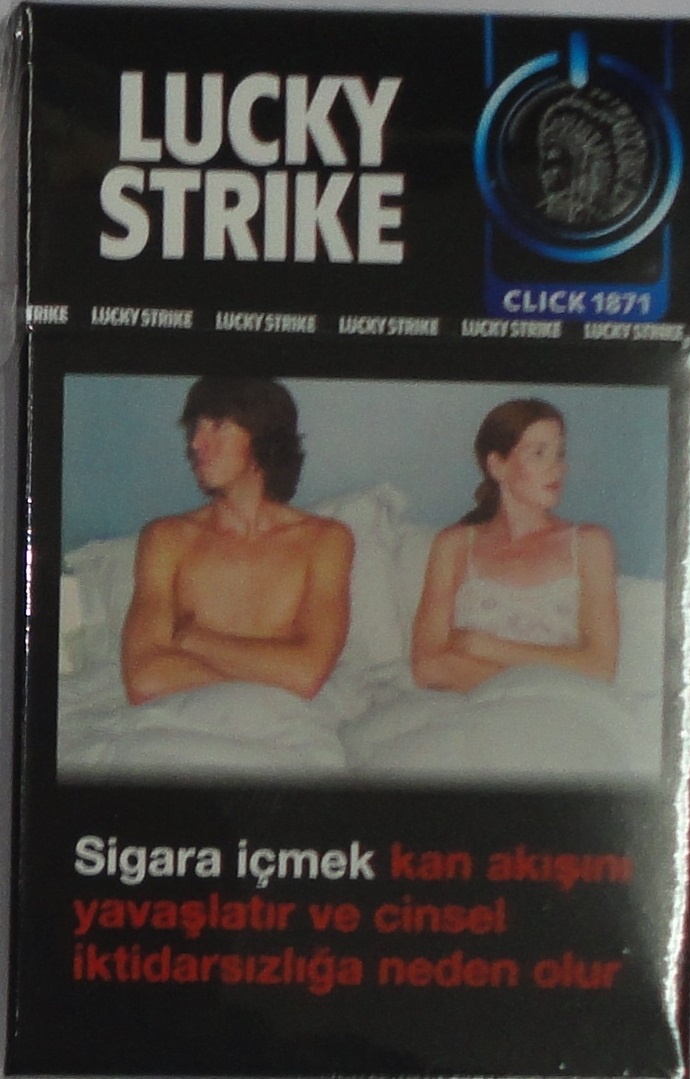 LUCKY
STRIKE
CLICK 1871
TRIKE LUCKY STRIKE LUCKY STRIKE LUCKY STRIKE LUCKY STRIKE LUCKY STRIKE
Sigara içmek kan akışını
yavaşlatır ve cinsel
iktidarsızlığa neden olur